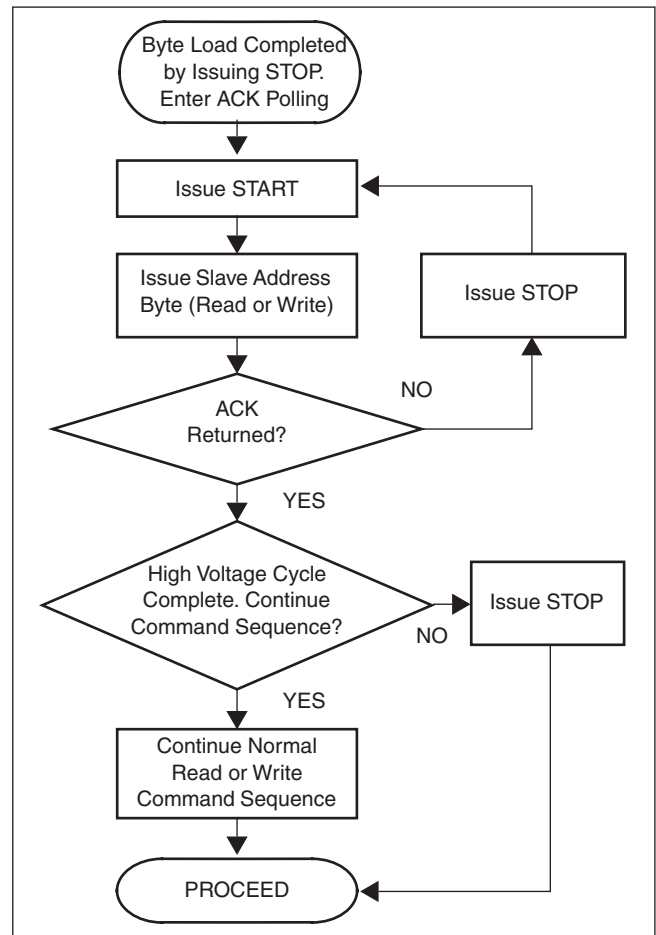 Byte Load Completed
by Issuing STOP.
Enter ACK Polling
Issue START
Issue Slave Address
Byte (Read or Write)
Issue STOP
ACK
Returned?
NO
YES
High Voltage Cycle
Complete. Continue
Command Sequence?
Issue STOP
NO
YES
Continue Normal
Read or Write
Command Sequence
PROCEED